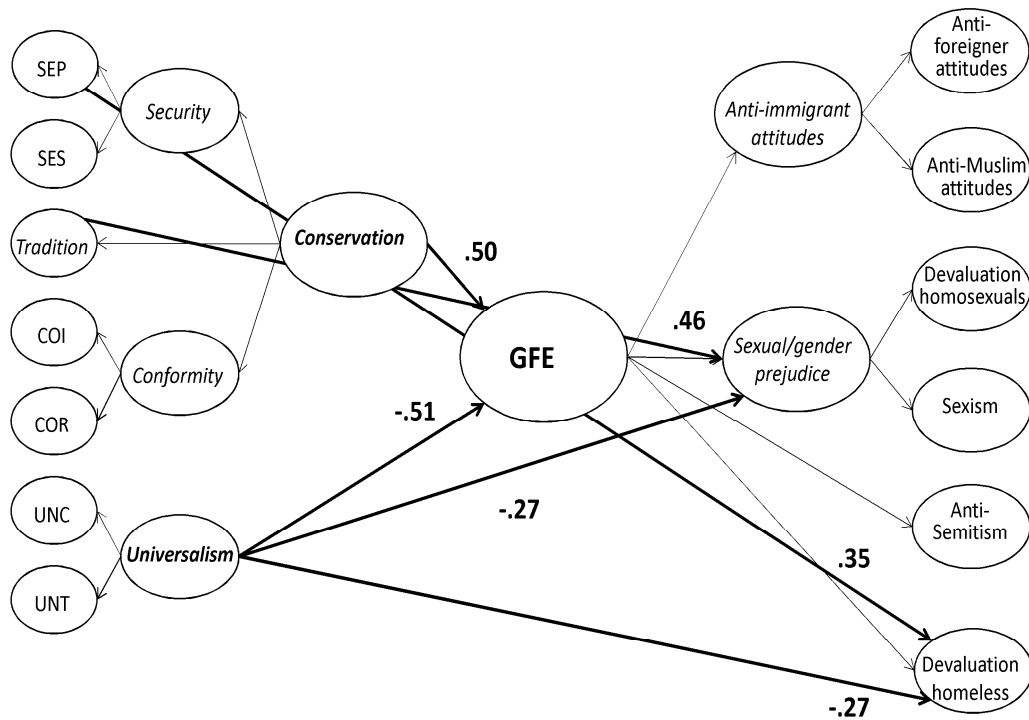 Anti-
foreigner
attitudes
SEP
Security
Anti-immigrant
attitudes
SES
Anti-Muslim
attitudes
Tradition
Conservation
.50
Devaluation
homosexuals
COI
.46
GFE
Sexual/gender
prejudice
Conformity
COR
-.51
Sexism
UNC
-.27
Anti-
Semitism
Universalism
.35
UNT
Devaluation
homeless
-.27